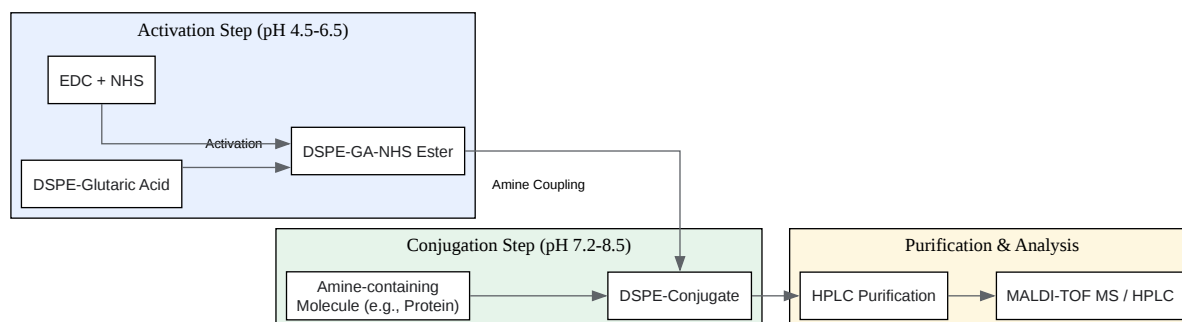 Activation Step (pH 4.5-6.5)
EDC + NHS
Activation
DSPE-GA-NHS Ester
DSPE-Glutaric Acid
Amine Coupling
Conjugation Step (pH 7.2-8.5)
Amine-containing
Molecule (e.g., Protein)
DSPE-Conjugate
Purification & Analysis
HPLC Purification
MALDI-TOF MS / HPLC